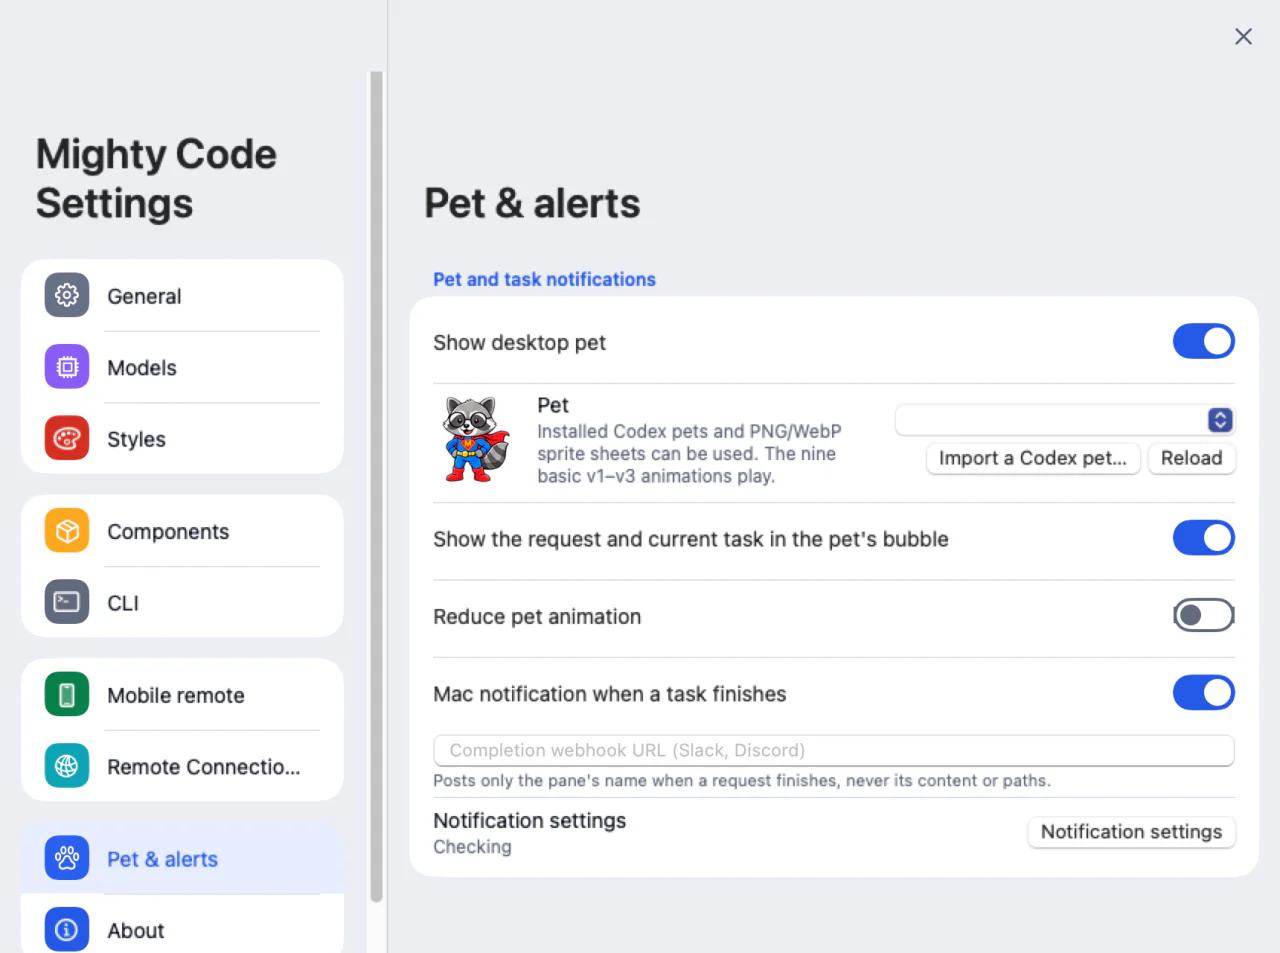 Mighty Code
Settings
General
Models
Styles
Components
CLI
Mobile remote
Remote Connectio...
Pet & alerts
About
Pet & alerts
Pet and task notifications
Show desktop pet
Pet
Installed Codex pets and PNG/WebP
sprite sheets can be used. The nine
basic v1–v3 animations play.
Import a Codex pet...
Reload
Show the request and current task in the pet's bubble
Reduce pet animation
Mac notification when a task finishes
Completion webhook URL (Slack, Discord)
Posts only the pane's name when a request finishes, never its content or paths.
Notification settings
Checking
Notification settings